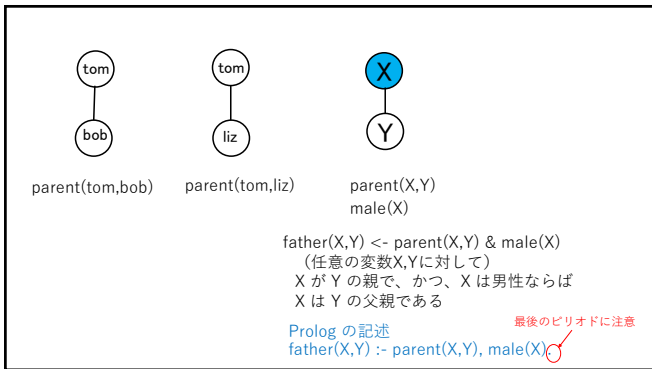 tom
bob
parent(tom,bob)
tom
liz
parent(tom,liz)
X
Y
parent(X,Y)
male(X)
father(X,Y) <- parent(X,Y) & male(X)
（任意の変数X,Yに対して）
X が Y の親で、かつ、X は男性ならば
X は Y の父親である
Prolog の記述
father(X,Y) :- parent(X,Y), male(X).
最後のピリオドに注意